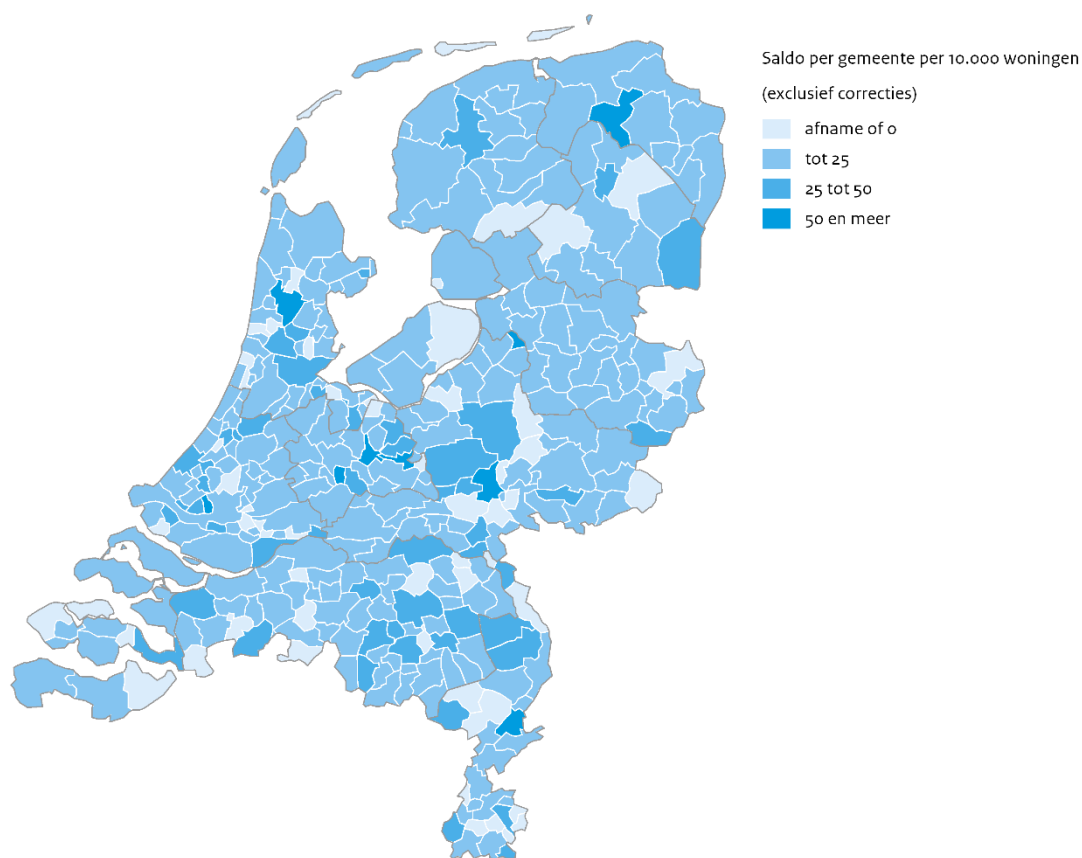 Saldo per gemeente per 10.000 woningen
(exclusief correcties)
afname of 0
tot 25
25 tot 50
50 en meer